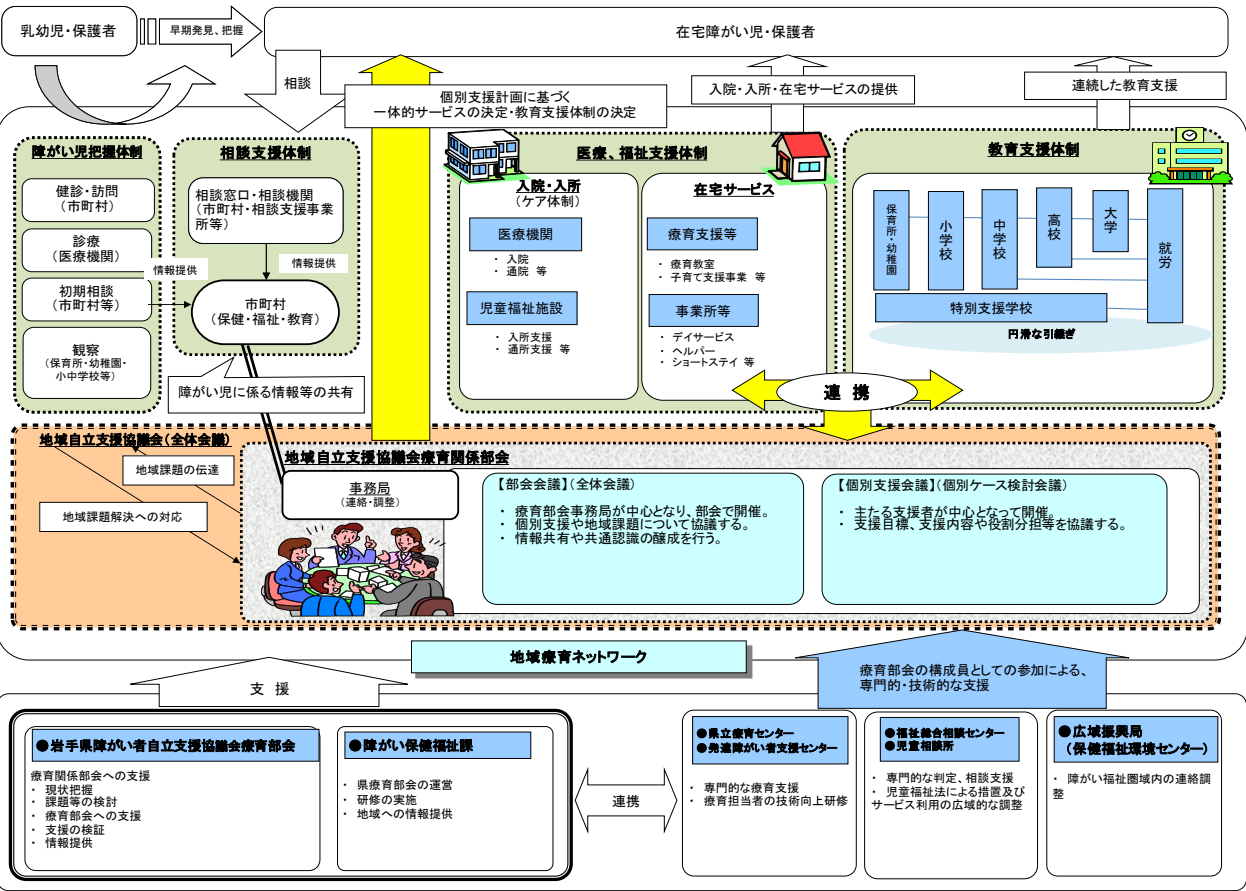 乳幼児・保護者
早期発見、把握
在宅障がい児・保護者
相談
個別支援計画に基づく
一体的サービスの決定・教育支援体制の決定
入院・入所・在宅サービスの提供
連続した教育支援
障がい児把握体制
健診・訪問
(市町村)
診療
(医療機関)
初期相談
(市町村等)
観察
(保育所・幼稚園・
小中学校等)
情報提供
相談支援体制
相談窓口・相談機関
(市町村・相談支援事業
所等)
情報提供
市町村
(保健・福祉・教育)
障がい児に係る情報等の共有
医療、福祉支援体制
入院・入所
(ケア体制)
医療機関
・ 入院
・ 通院 等
児童福祉施設
・ 入所支援
・ 通所支援 等
在宅サービス
療育支援等
・ 療育教室
・ 子育て支援事業 等
事業所等
・ デイサービス
・ ヘルパー
・ ショートステイ 等
教育支援体制
保育所・幼稚園
小学校
中学校
高校
大学
就労
特別支援学校
円滑な引継ぎ
連 携
地域自立支援協議会(全体会議)
地域課題の伝達
地域課題解決への対応
地域自立支援協議会療育関係部会
事務局
(連絡・調整)
【部会会議】(全体会議)
・ 療育部会事務局が中心となり、部会で開催。
・ 個別支援や地域課題について協議する。
・ 情報共有や共通認識の醸成を行う。
【個別支援会議】(個別ケース検討会議)
・ 主たる支援者が中心となって開催。
・ 支援目標、支援内容や役割分担等を協議する。
地域療育ネットワーク
支 援
療育部会の構成員としての参加による、
専門的・技術的な支援
●岩手県障がい者自立支援協議会療育部会
療育関係部会への支援
・ 現状把握
・ 課題等の検討
・ 療育部会への支援
・ 支援の検証
・ 情報提供
●障がい保健福祉課
・ 県療育部会の運営
・ 研修の実施
・ 地域への情報提供
連携
●県立療育センター
●発達障がい者支援センター
・ 専門的な療育支援
・ 療育担当者の技術向上研修
●福祉総合相談センター
●児童相談所
・ 専門的な判定、相談支援
・ 児童福祉法による措置及び
サービス利用の広域的な調整
●広域振興局
(保健福祉環境センター)
・ 障がい福祉圏域内の連絡調
整